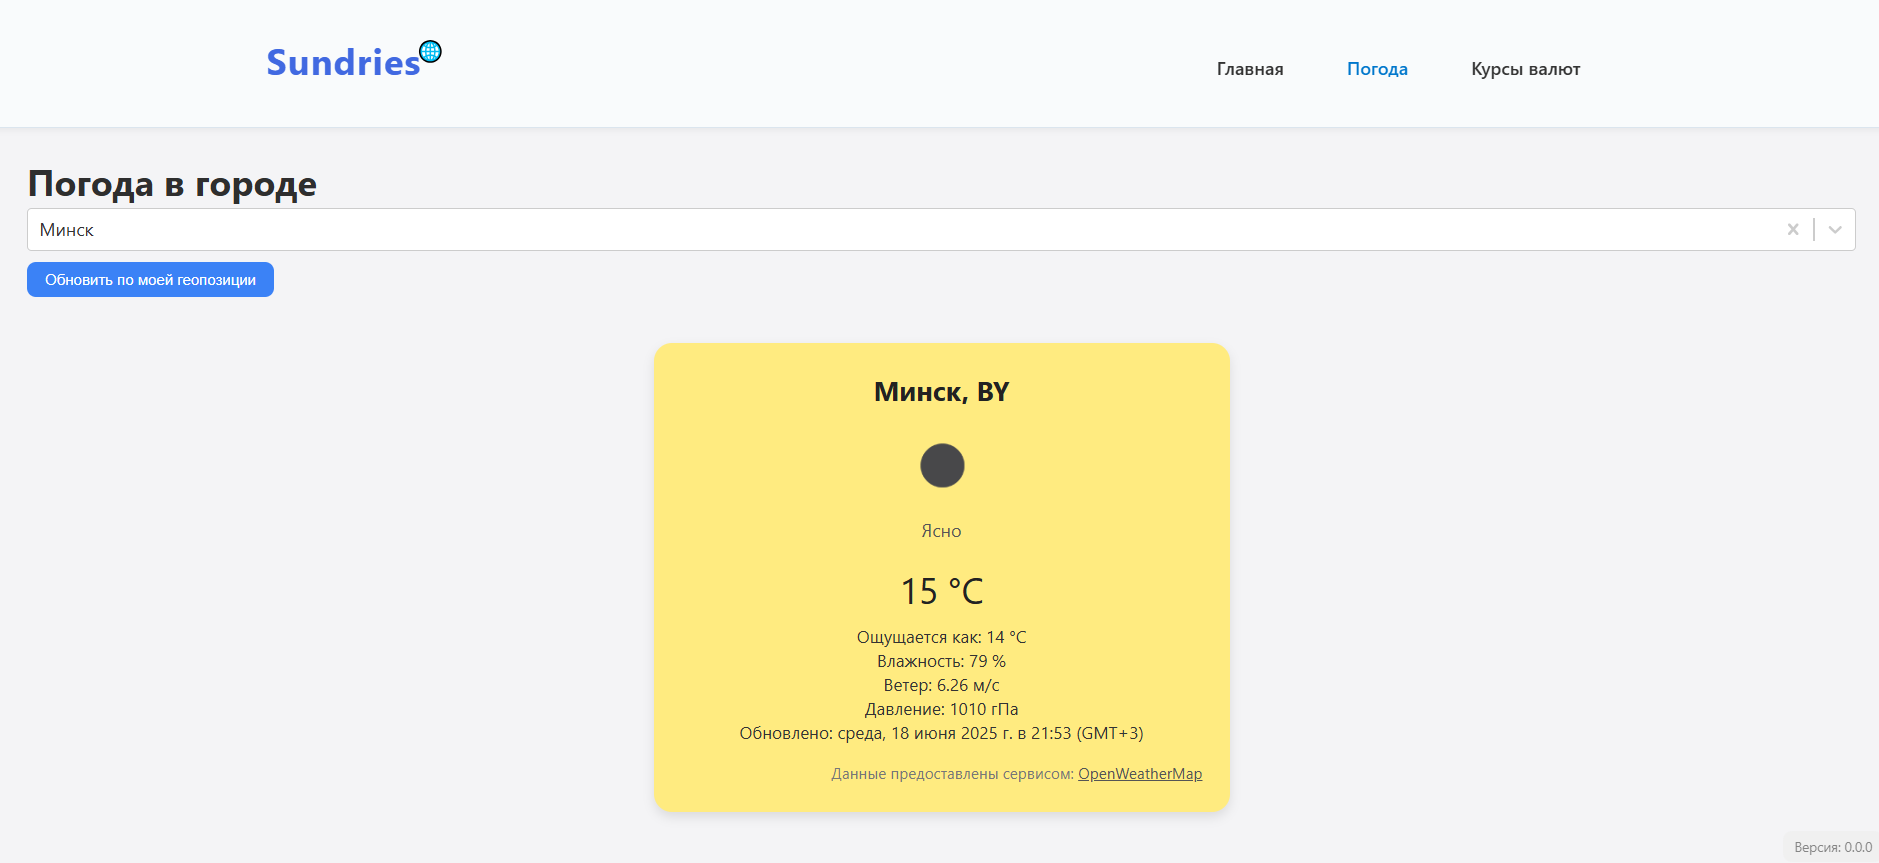 Sundries
Главная Погода Курсы валют
Погода в городе
Минск
Обновить по моей геопозиции
Минск, BY
Ясно
15 °C
Ощущается как: 14 °C
Влажность: 79 %
Ветер: 6.26 м/с
Давление: 1010 гПа
Обновлено: среда, 18 июня 2025 г. в 21:53 (GMT+3)
Данные предоставлены сервисом: OpenWeatherMap
Версия: 0.0.0